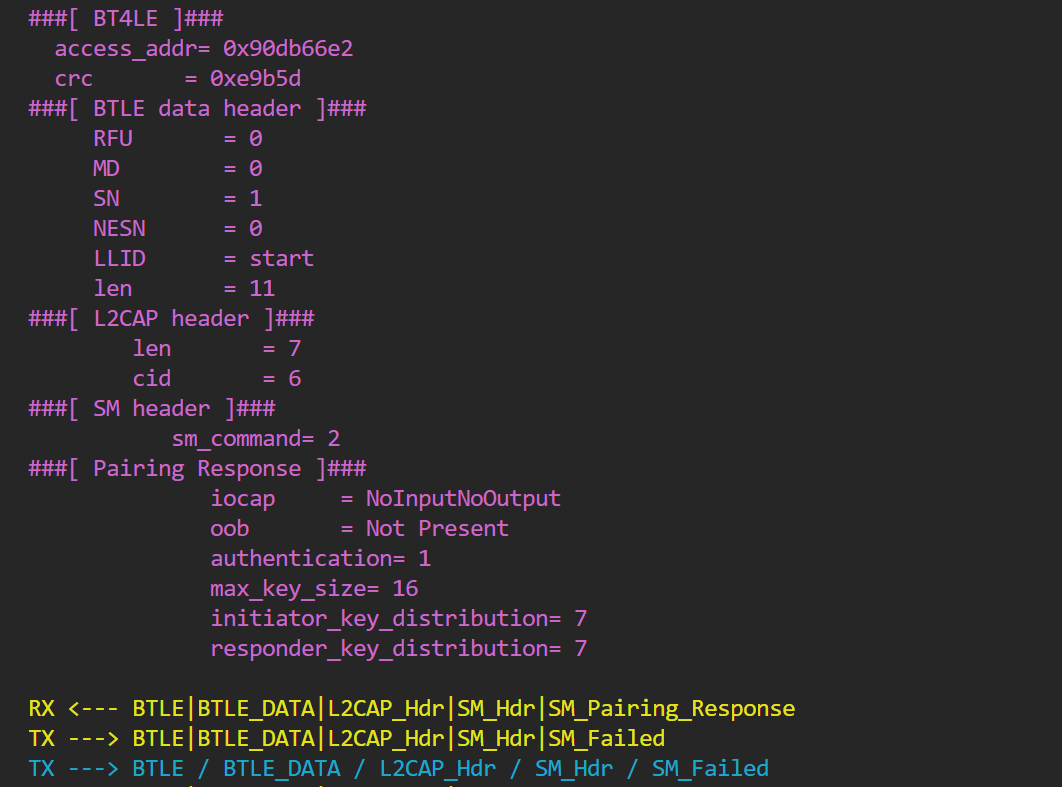 ###[ BT4LE ]###
  access_addr= 0x90db66e2
  crc       = 0xe9b5d
###[ BTLE data header ]###
     RFU       = 0
     MD        = 0
     SN        = 1
     NESN      = 0
     LLID      = start
     len       = 11
###[ L2CAP header ]###
        len       = 7
        cid       = 6
###[ SM header ]###
           sm_command= 2
###[ Pairing Response ]###
              iocap     = NoInputNoOutput
              oob       = Not Present
              authentication= 1
              max_key_size= 16
              initiator_key_distribution= 7
              responder_key_distribution= 7
RX <--- BTLE|BTLE_DATA|L2CAP_Hdr|SM_Hdr|SM_Pairing_Response
TX ---> BTLE|BTLE_DATA|L2CAP_Hdr|SM_Hdr|SM_Failed
TX ---> BTLE / BTLE_DATA / L2CAP_Hdr / SM_Hdr / SM_Failed